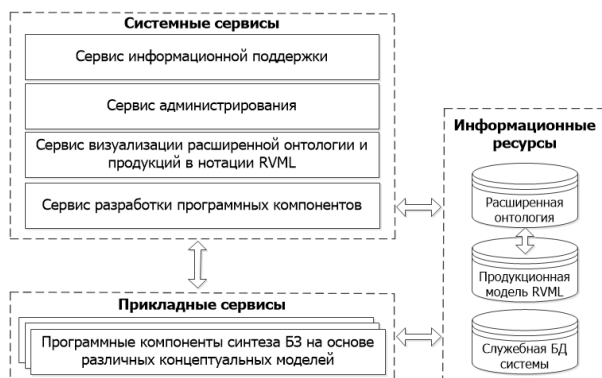 Системные сервисы
Сервис информационной поддержки
Сервис администрирования
Сервис визуализации расширенной онтологии и
продукций в нотации RVML
Сервис разработки программных компонентов
Прикладные сервисы
Программные компоненты синтеза БЗ на основе
различных концептуальных моделей
Информационные
ресурсы
Расширенная
онтология
Продукционная
модель RVML
Служебная БД
системы